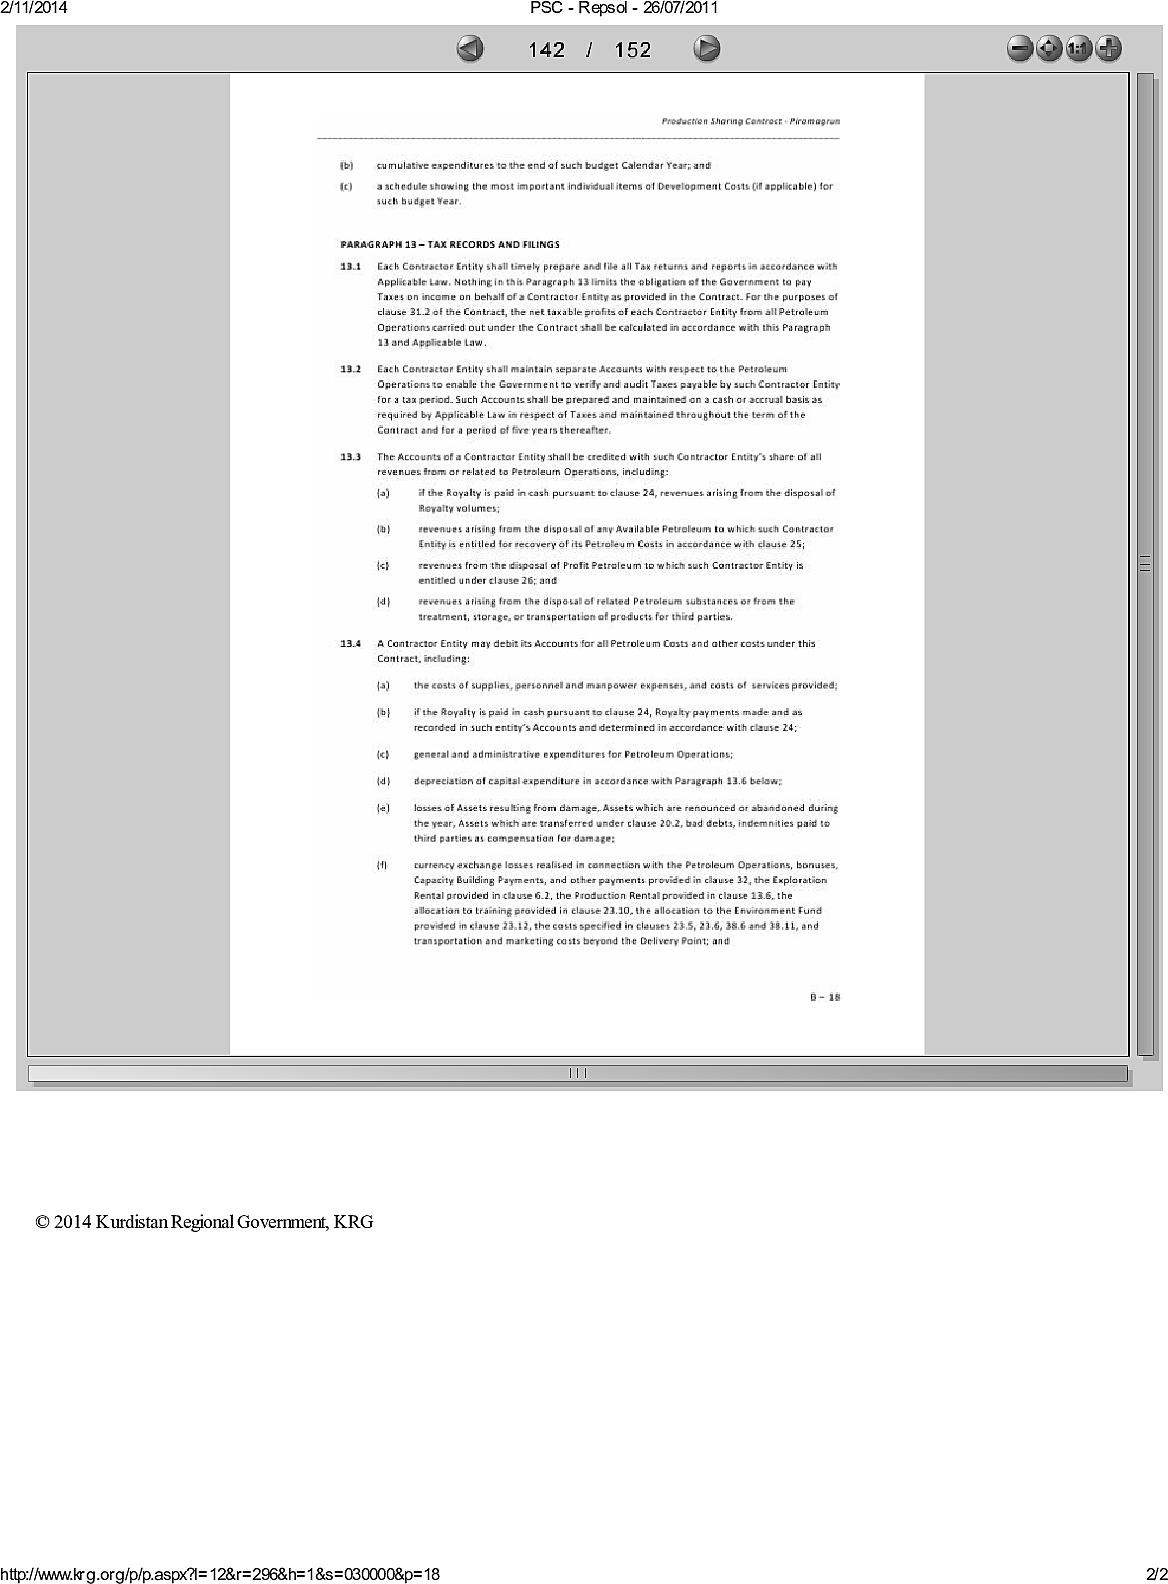 2/11/2014
PSC - Repsol - 26/07/2011
142 / 152
1:1
Production Sharing Contract - Piramagrun
(b) cumulative expenditures to the end of such budget Calendar Year; and
(c) a schedule showing the most important individual items of Development Costs (if applicable) for
such budget Year.
PARAGRAPH 13 – TAX RECORDS AND FILINGS
13.1 Each Contractor Entity shall timely prepare and file all Tax returns and reports in accordance with
Applicable Law. Nothing in this Paragraph 13 limits the obligation of the Government to pay
Taxes on income on behalf of a Contractor Entity as provided in the Contract. For the purposes of
clause 31.2 of the Contract, the net taxable profits of each Contractor Entity from all Petroleum
Operations carried out under the Contract shall be calculated in accordance with this Paragraph
13 and Applicable Law.
13.2 Each Contractor Entity shall maintain separate Accounts with respect to the Petroleum
Operations to enable the Government to verify and audit Taxes payable by such Contractor Entity
for a tax period. Such Accounts shall be prepared and maintained on a cash or accrual basis as
required by Applicable Law in respect of Taxes and maintained throughout the term of the
Contract and for a period of five years thereafter.
13.3 The Accounts of a Contractor Entity shall be credited with such Contractor Entity's share of all
revenues from or related to Petroleum Operations, including:
(a) if the Royalty is paid in cash pursuant to clause 24, revenues arising from the disposal of
Royalty volumes;
(b) revenues arising from the disposal of any Available Petroleum to which such Contractor
Entity is entitled for recovery of its Petroleum Costs in accordance with clause 25;
(c) revenues from the disposal of Profit Petroleum to which such Contractor Entity is
entitled under clause 26; and
(d) revenues arising from the disposal of related Petroleum substances or from the
treatment, storage, or transportation of products for third parties.
13.4 A Contractor Entity may debit its Accounts for all Petroleum Costs and other costs under this
Contract, including:
(a) the costs of supplies, personnel and manpower expenses, and costs of services provided;
(b) if the Royalty is paid in cash pursuant to clause 24, Royalty payments made and as
recorded in such entity's Accounts and determined in accordance with clause 24;
(c) general and administrative expenditures for Petroleum Operations;
(d) depreciation of capital expenditure in accordance with Paragraph 13.6 below;
(e) losses of Assets resulting from damage, Assets which are renounced or abandoned during
the year, Assets which are transferred under clause 20.2, bad debts, indemnities paid to
third parties as compensation for damage;
(f) currency exchange losses realised in connection with the Petroleum Operations, bonuses,
Capacity Building Payments, and other payments provided in clause 32, the Exploration
Rental provided in clause 6.2, the Production Rental provided in clause 13.6, the
allocation to training provided in clause 23.10, the allocation to the Environment Fund
provided in clause 23.12, the costs specified in clauses 23.5, 23.6, 38.6 and 38.11, and
transportation and marketing costs beyond the Delivery Point; and
B – 18
© 2014 Kurdistan Regional Government, KRG
http://www.krg.org/p/p.aspx?l=12&r=296&h=1&s=030000&p=18
2/2